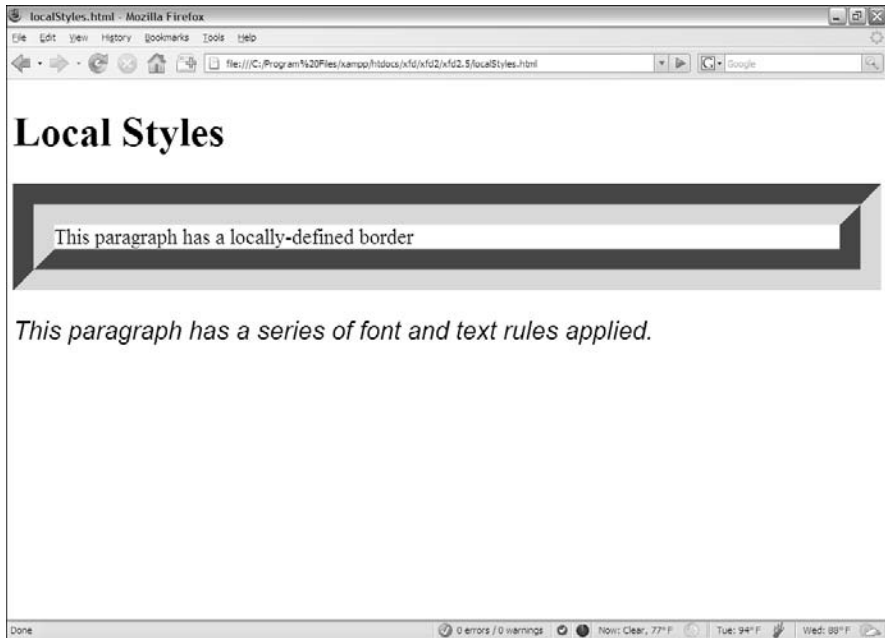 localStyles.html - Mozilla Firefox
File Edit View History Bookmarks Tools Help
file:///C:/Program%20Files/xampp/htdocs/xfd/xfd2/xfd2.5/localStyles.html
G Google
Local Styles
This paragraph has a locally-defined border
This paragraph has a series of font and text rules applied.
Done 0 errors / 0 warnings Now: Clear, 77° F Tue: 94° F Wed: 88° F